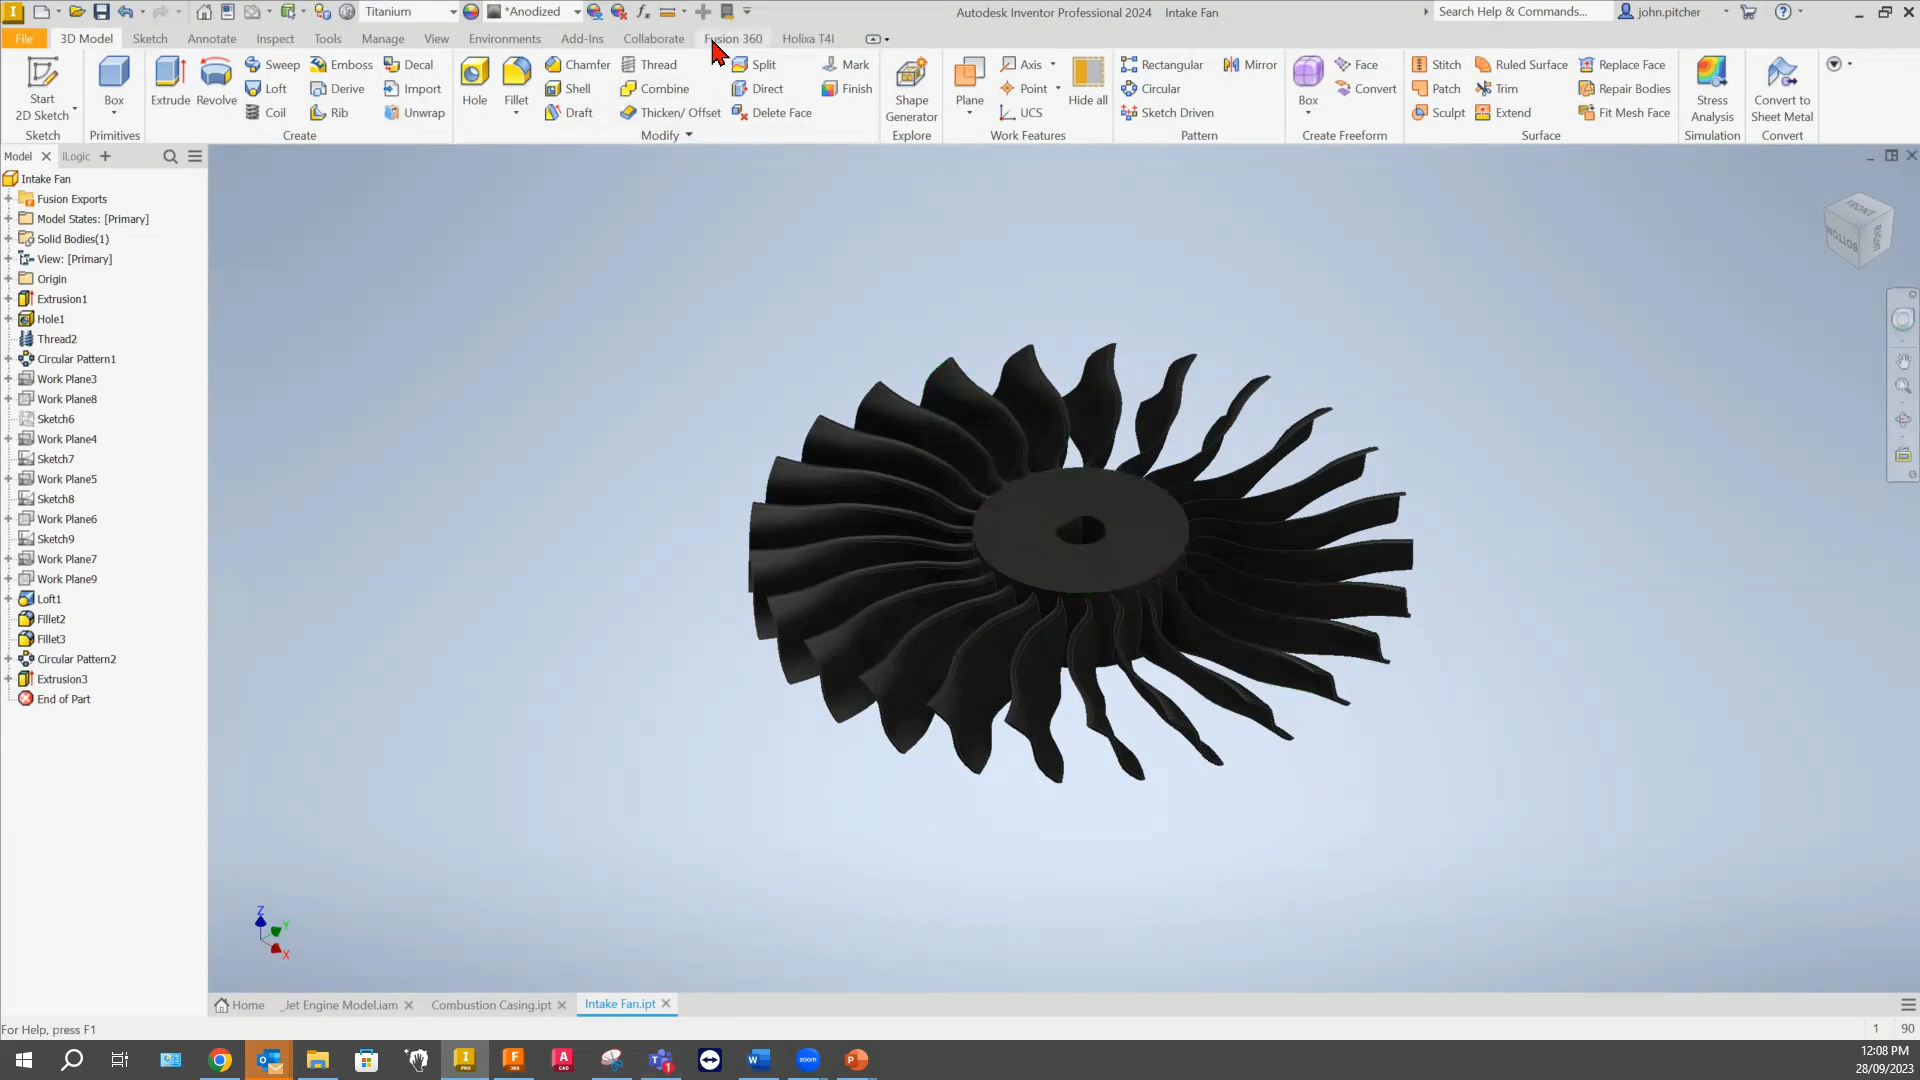 Titanium *Anodized Autodesk Inventor Professional 2024 Intake Fan Search Help & Commands... john.pitcher
File 3D Model Sketch Annotate Inspect Tools Manage View Environments Add-Ins Collaborate Fusion 360 Holixa T4I
Start 2D Sketch
Sketch
Box
Primitives
Extrude Revolve
Sweep Emboss Decal
Loft Derive Import
Coil Rib Unwrap
Create
Hole Fillet
Chamfer Thread Split Mark
Shell Combine Direct Finish
Draft Thicken/ Offset Delete Face
Modify
Shape Generator
Explore
Plane
Axis
Point
UCS
Hide all
Work Features
Rectangular Mirror
Circular
Sketch Driven
Pattern
Box
Face
Convert
Create Freeform
Stitch Ruled Surface Replace Face
Patch Trim Repair Bodies
Sculpt Extend Fit Mesh Face
Surface
Stress Analysis
Simulation
Convert to Sheet Metal
Convert
Model iLogic
Intake Fan
Fusion Exports
Model States: [Primary]
Solid Bodies(1)
View: [Primary]
Origin
Extrusion1
Hole1
Thread2
Circular Pattern1
Work Plane3
Work Plane8
Sketch6
Work Plane4
Sketch7
Work Plane5
Sketch8
Work Plane6
Sketch9
Work Plane7
Work Plane9
Loft1
Fillet2
Fillet3
Circular Pattern2
Extrusion3
End of Part
FRONT
BOTTOM
RIGHT
Z
Y
X
Home _Jet Engine Model.iam Combustion Casing.ipt Intake Fan.ipt
For Help, press F1
1 90
12:08 PM
28/09/2023